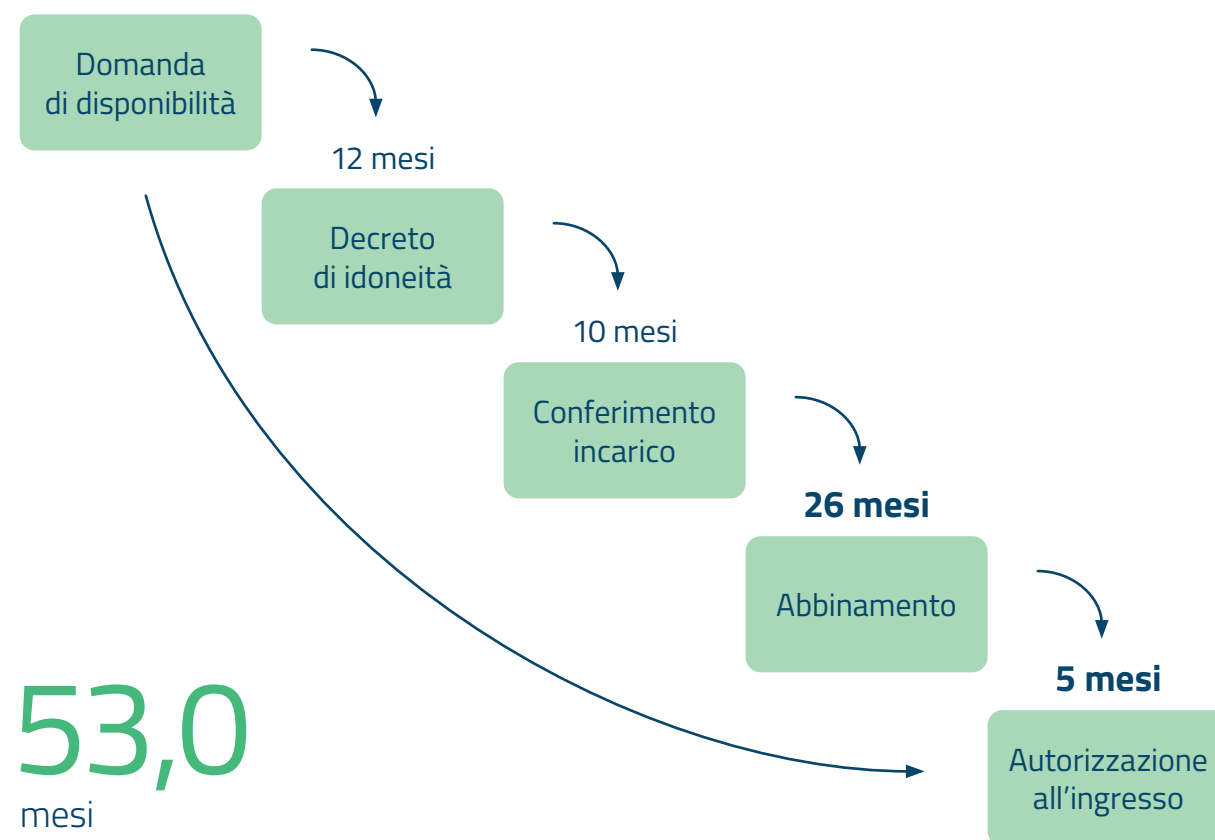 Domanda
di disponibilità
12 mesi
Decreto
di idoneità
10 mesi
Conferimento
incarico
26 mesi
Abbinamento
5 mesi
Autorizzazione
all’ingresso
53,0
mesi